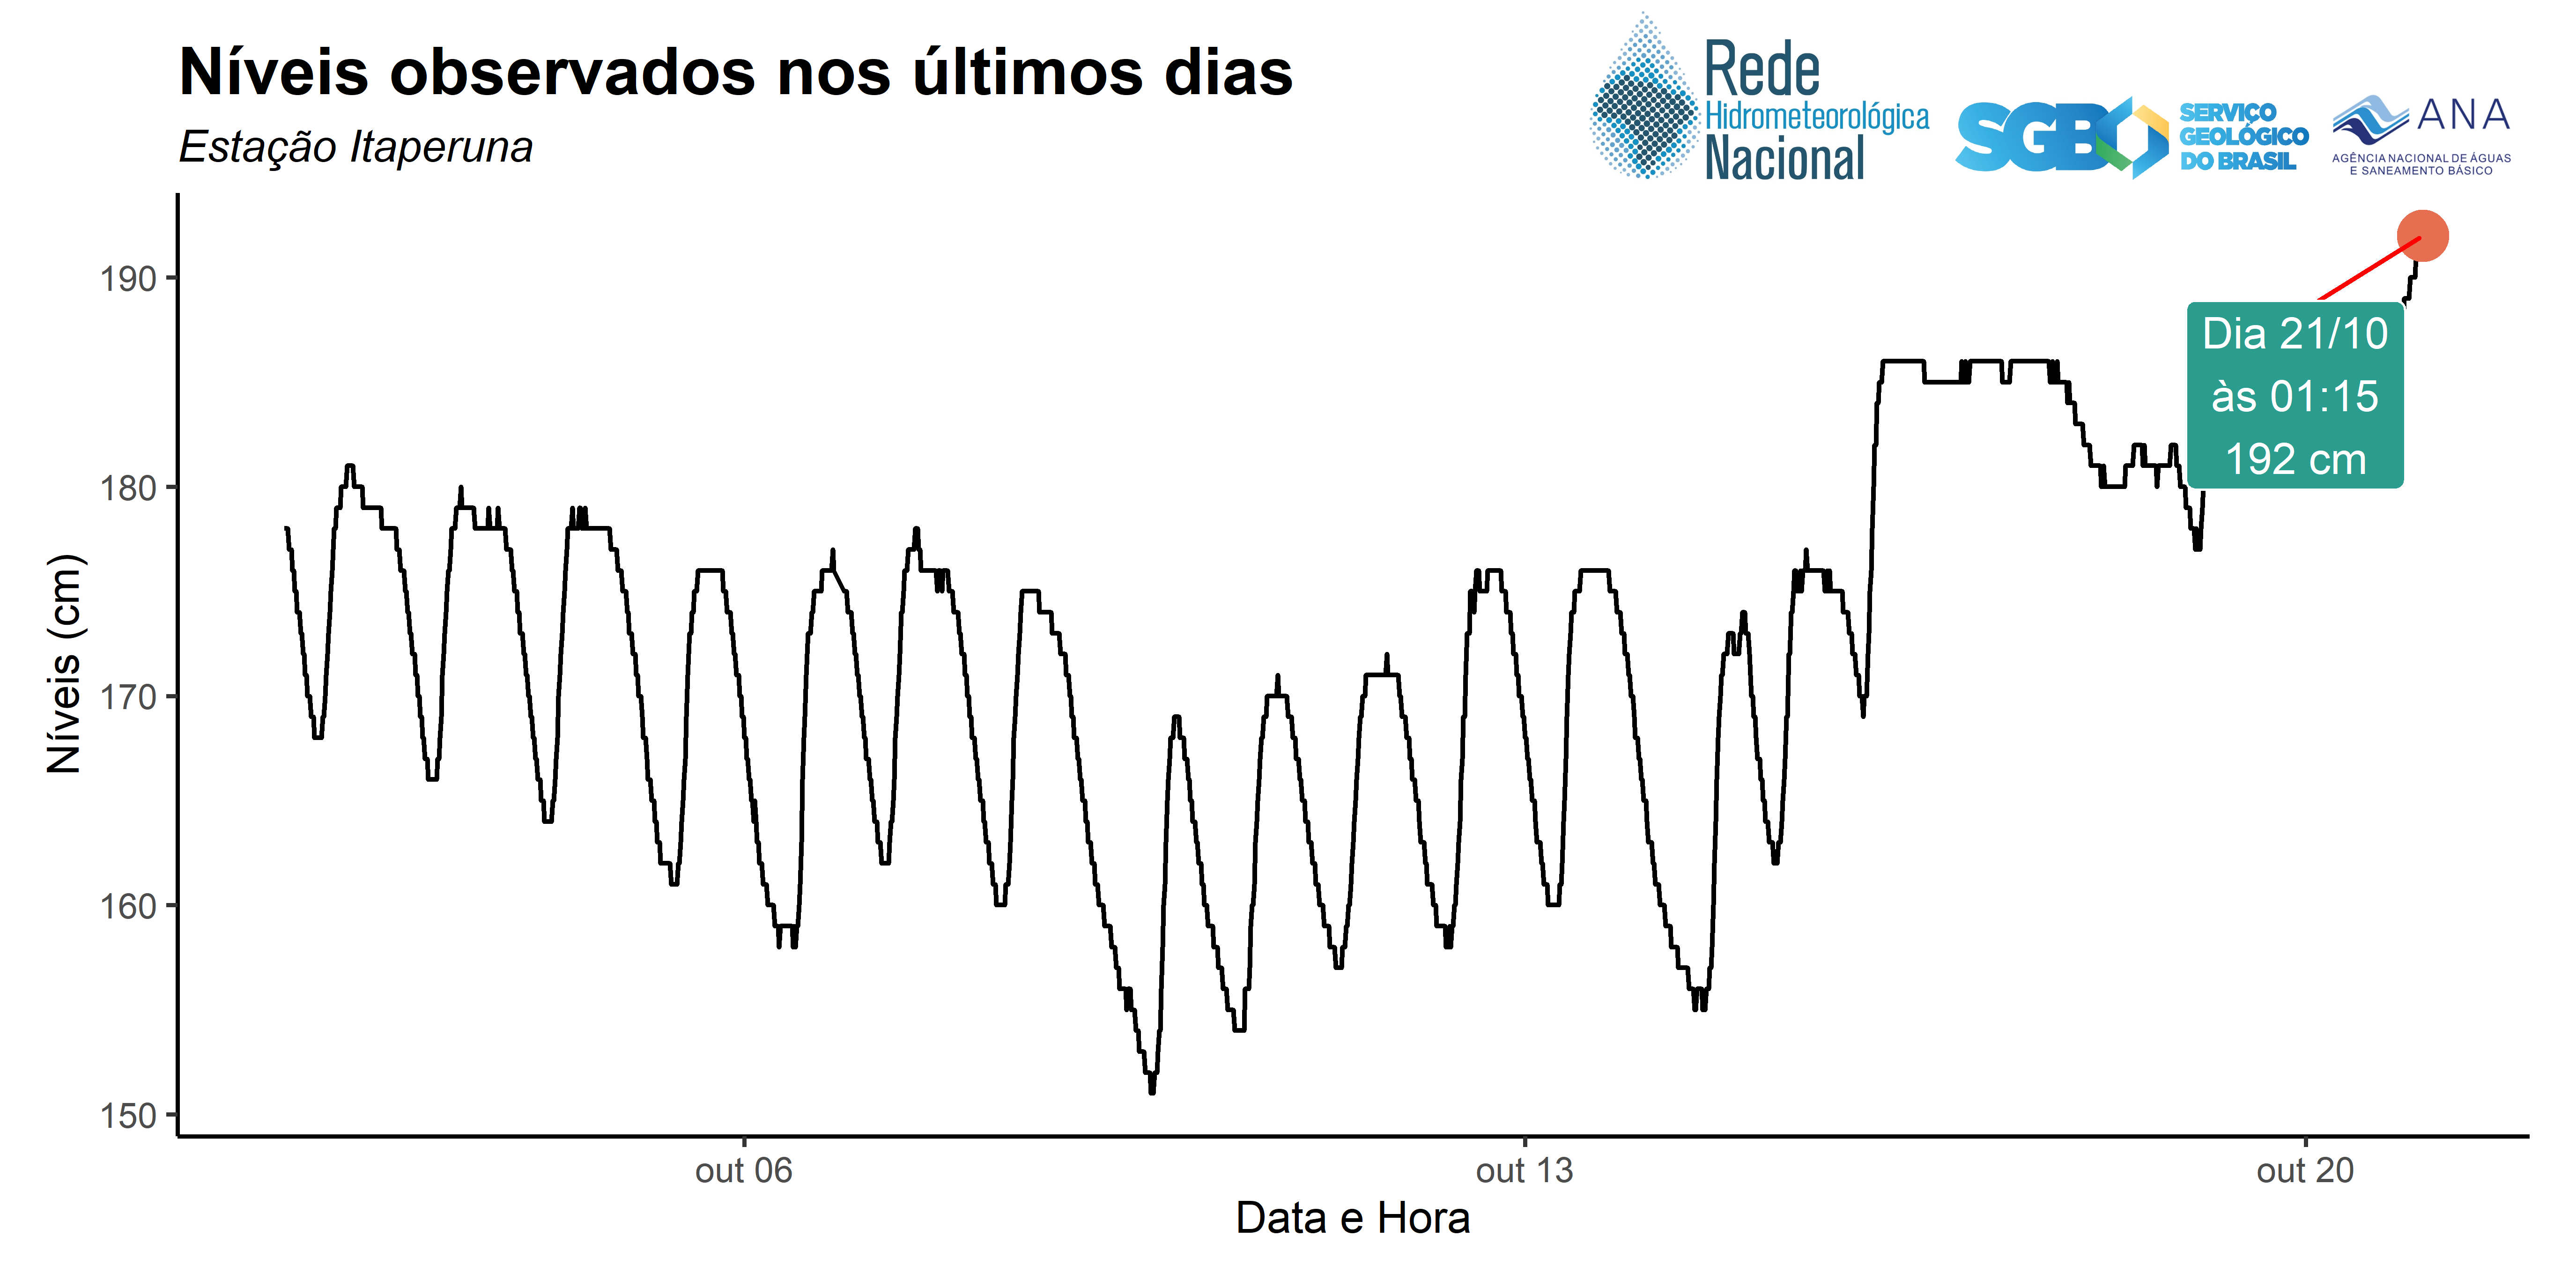 Níveis observados nos últimos dias
Estação Itaperuna
Rede
Hidrometeorológica
Nacional
SGB
SERVIÇO
GEOLÓGICO
DO BRASIL
ANA
AGÊNCIA NACIONAL DE ÁGUAS
E SANEAMENTO BÁSICO
190
180
170
160
150
Níveis (cm)
Dia 21/10
às 01:15
192 cm
out 06
out 13
out 20
Data e Hora